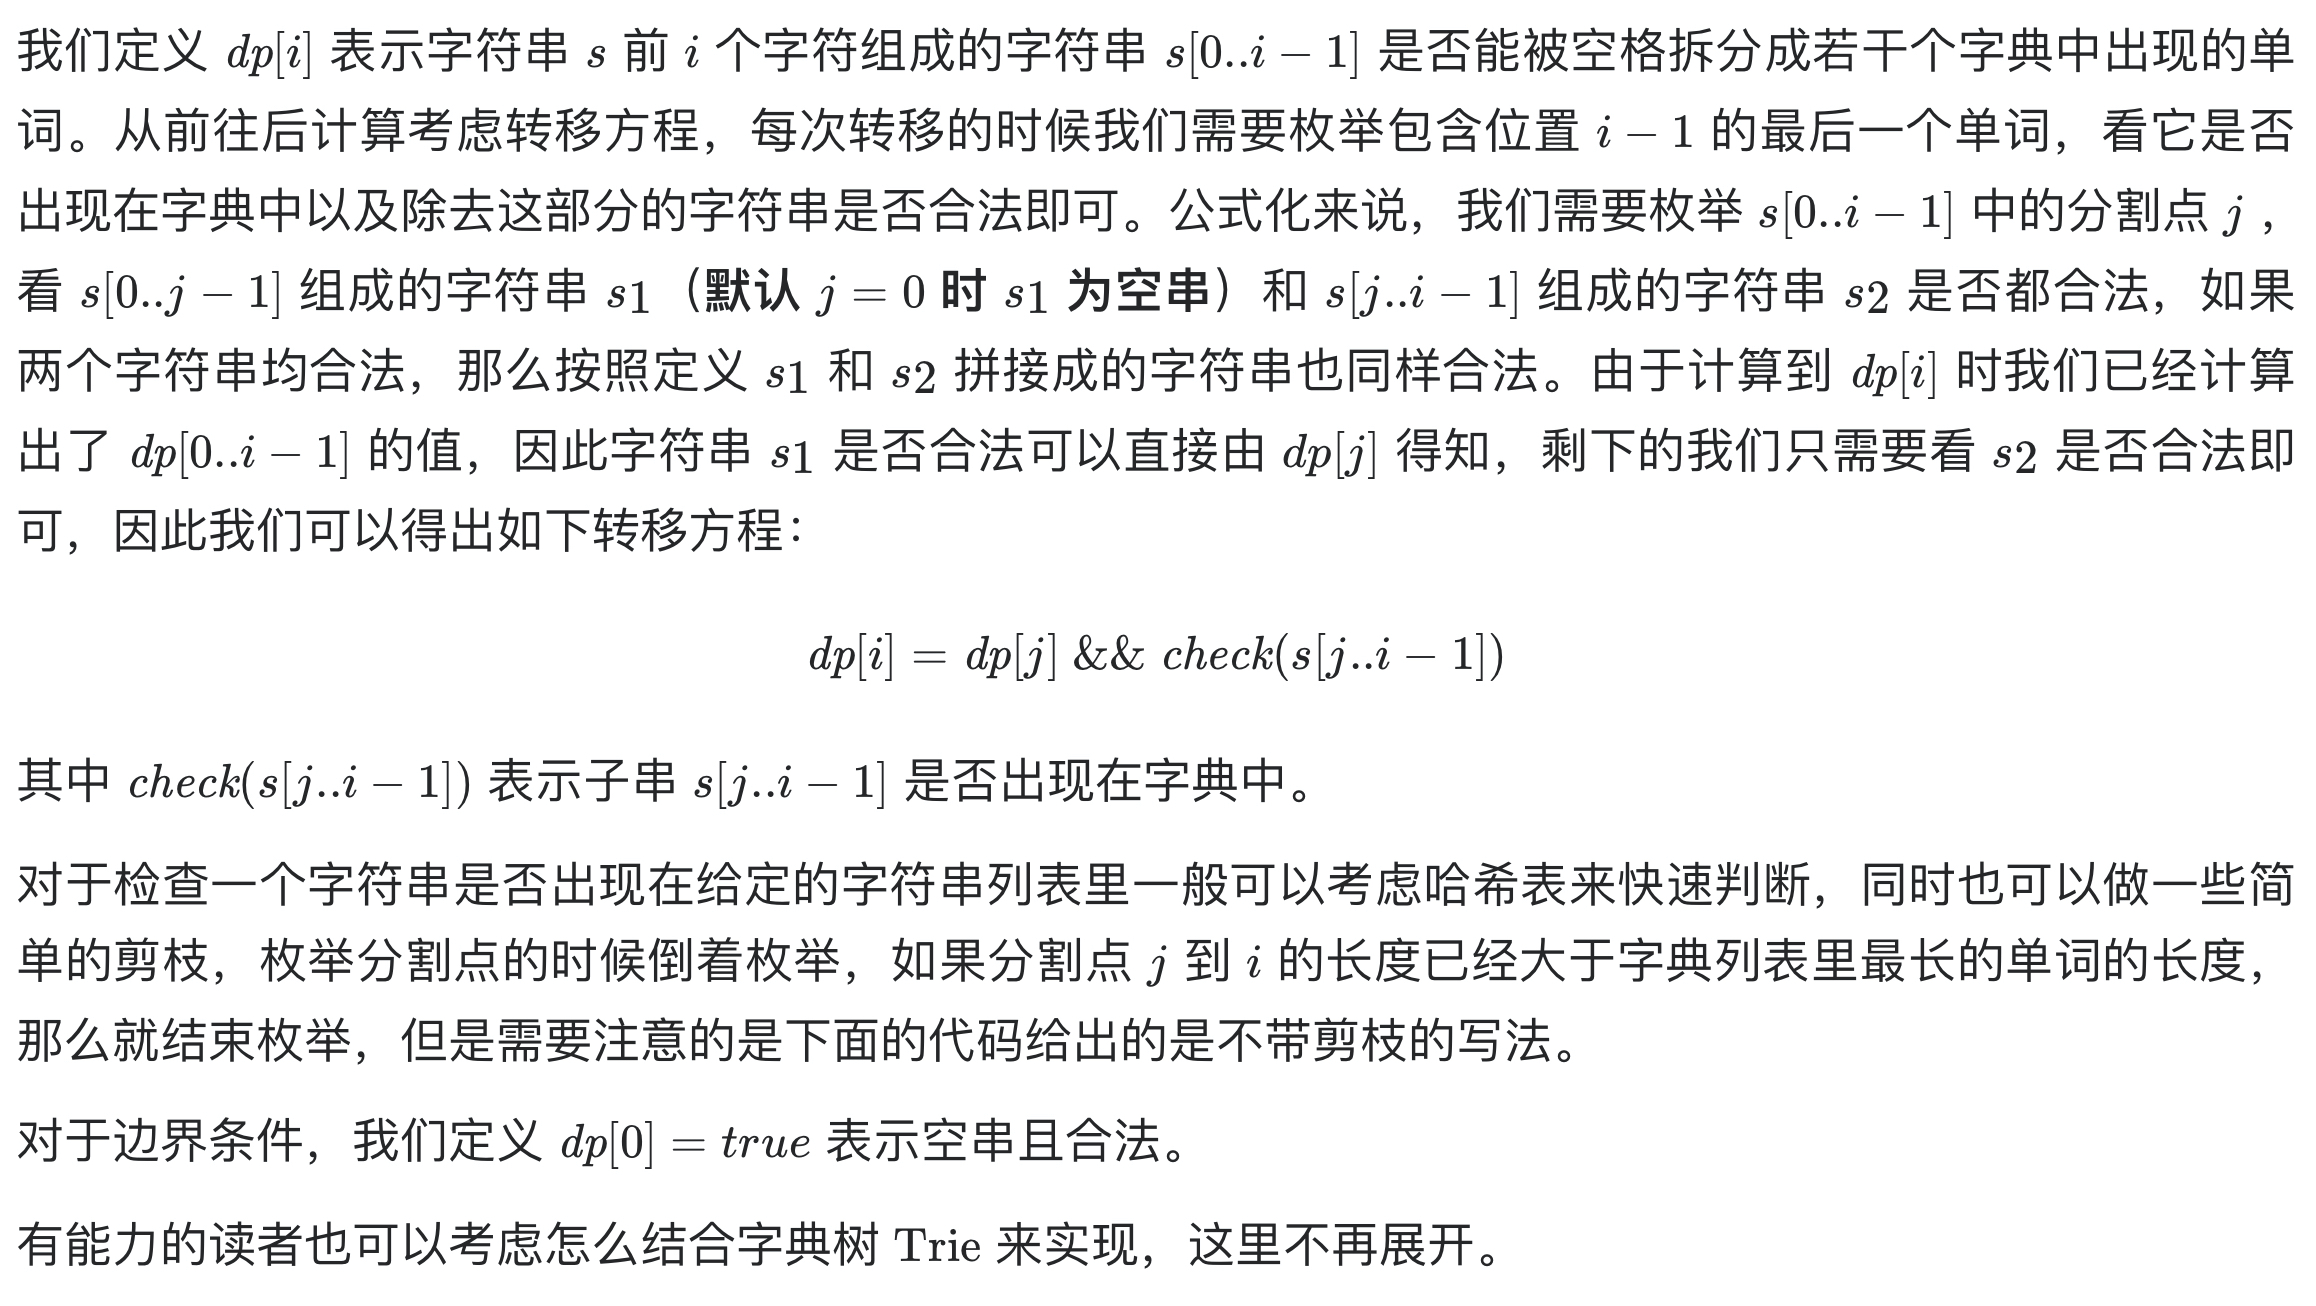 我们定义 dp[i] 表示字符串 s 前 i 个字符组成的字符串 s[0..i − 1] 是否能被空格拆分成若干个字典中出现的单
词。从前往后计算考虑转移方程，每次转移的时候我们需要枚举包含位置 i − 1 的最后一个单词，看它是否
出现在字典中以及除去这部分的字符串是否合法即可。公式化来说，我们需要枚举 s[0..i − 1] 中的分割点 j ，
看 s[0..j − 1] 组成的字符串 s1（默认 j = 0 时 s1 为空串）和 s[j..i − 1] 组成的字符串 s2 是否都合法，如果
两个字符串均合法，那么按照定义 s1 和 s2 拼接成的字符串也同样合法。由于计算到 dp[i] 时我们已经计算
出了 dp[0..i − 1] 的值，因此字符串 s1 是否合法可以直接由 dp[j] 得知，剩下的我们只需要看 s2 是否合法即
可，因此我们可以得出如下转移方程：
dp[i] = dp[j] && check(s[j..i − 1])
其中 check(s[j..i − 1]) 表示子串 s[j..i − 1] 是否出现在字典中。
对于检查一个字符串是否出现在给定的字符串列表里一般可以考虑哈希表来快速判断，同时也可以做一些简
单的剪枝，枚举分割点的时候倒着枚举，如果分割点 j 到 i 的长度已经大于字典列表里最长的单词的长度，
那么就结束枚举，但是需要注意的是下面的代码给出的是不带剪枝的写法。
对于边界条件，我们定义 dp[0] = true 表示空串且合法。
有能力的读者也可以考虑怎么结合字典树 Trie 来实现，这里不再展开。